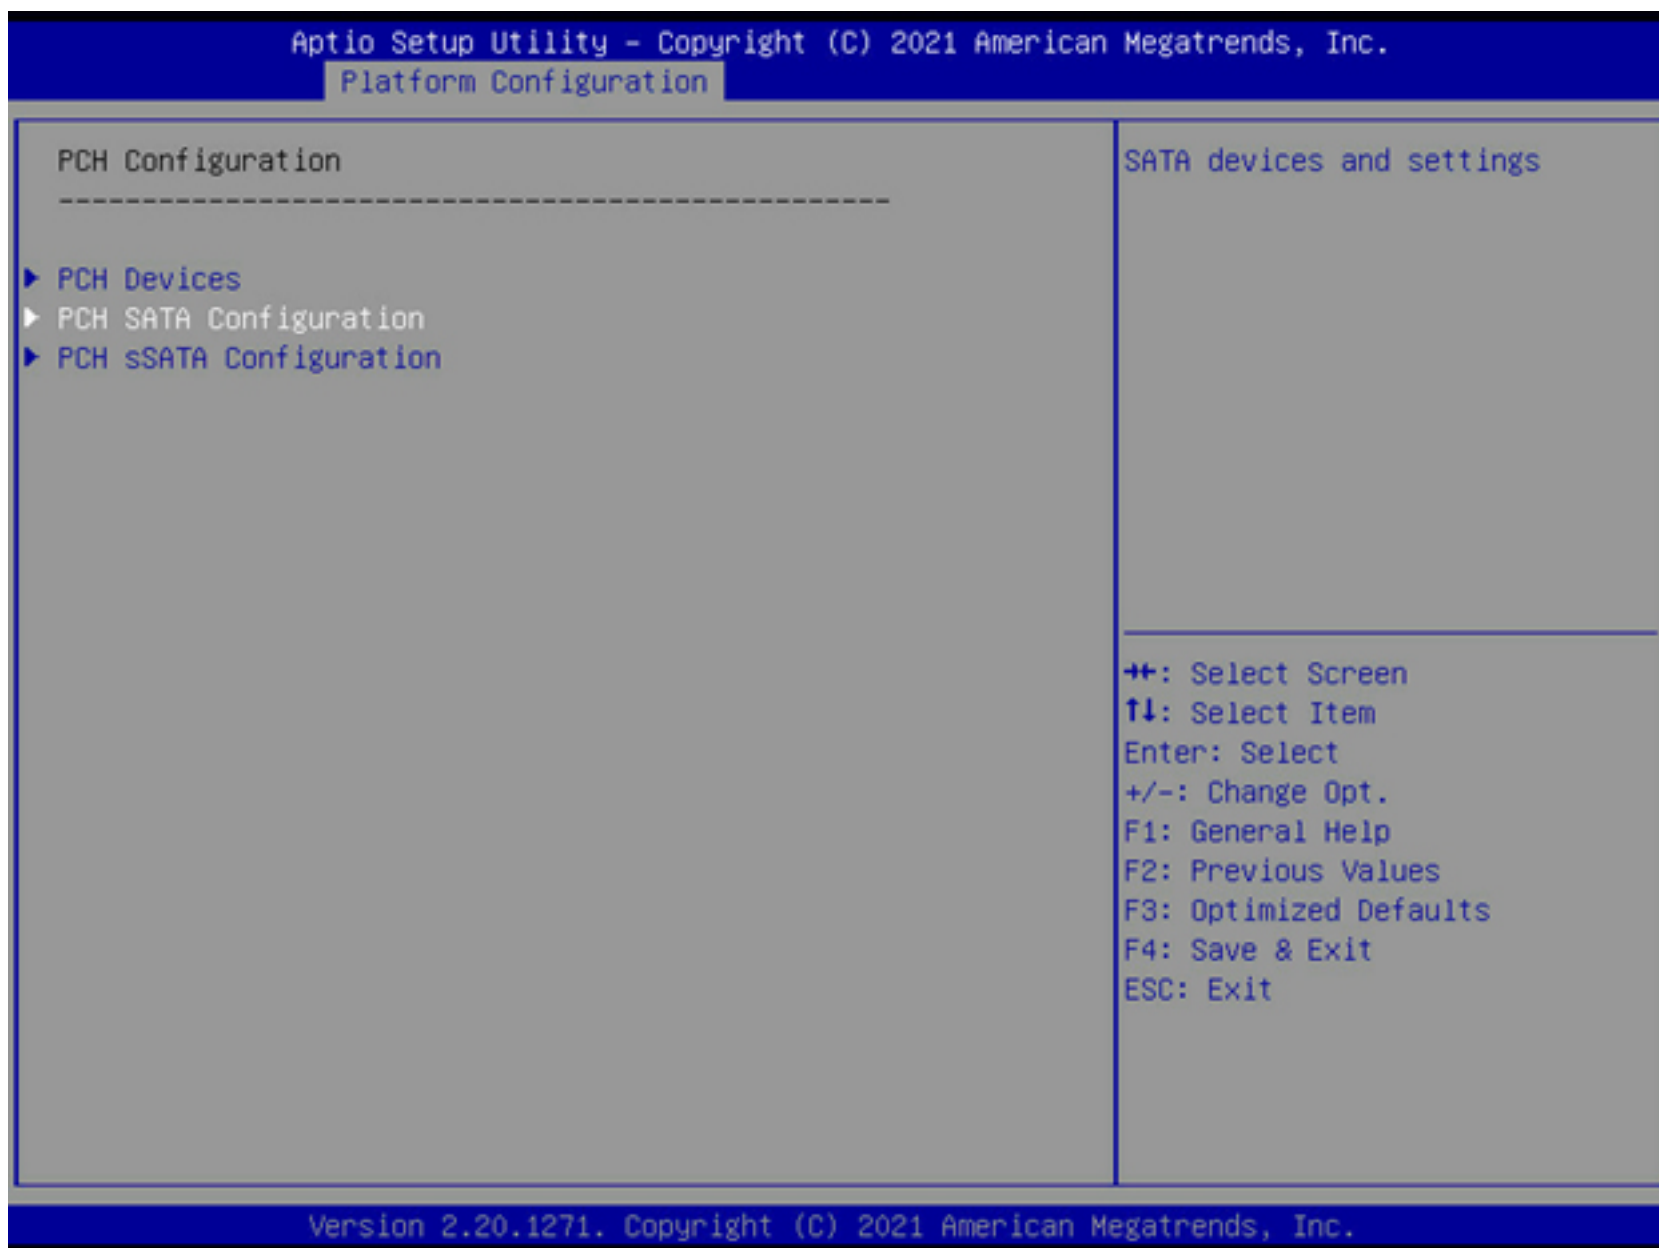 Aptio Setup Utility – Copyright (C) 2021 American Megatrends, Inc.
Platform Configuration
PCH Configuration
--------------------------------------------------
PCH Devices
PCH SATA Configuration
PCH sSATA Configuration
SATA devices and settings
→←: Select Screen
↑↓: Select Item
Enter: Select
+/-: Change Opt.
F1: General Help
F2: Previous Values
F3: Optimized Defaults
F4: Save & Exit
ESC: Exit
Version 2.20.1271. Copyright (C) 2021 American Megatrends, Inc.